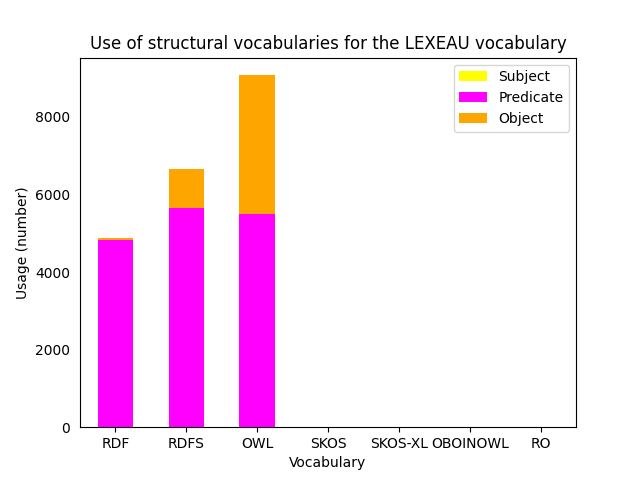 Use of structural vocabularies for the LEXEAU vocabulary
Subject
Predicate
Object
Usage (number)
8000
6000
4000
2000
0
RDF RDFS OWL SKOS SKOS-XL OBOINOWL RO
Vocabulary